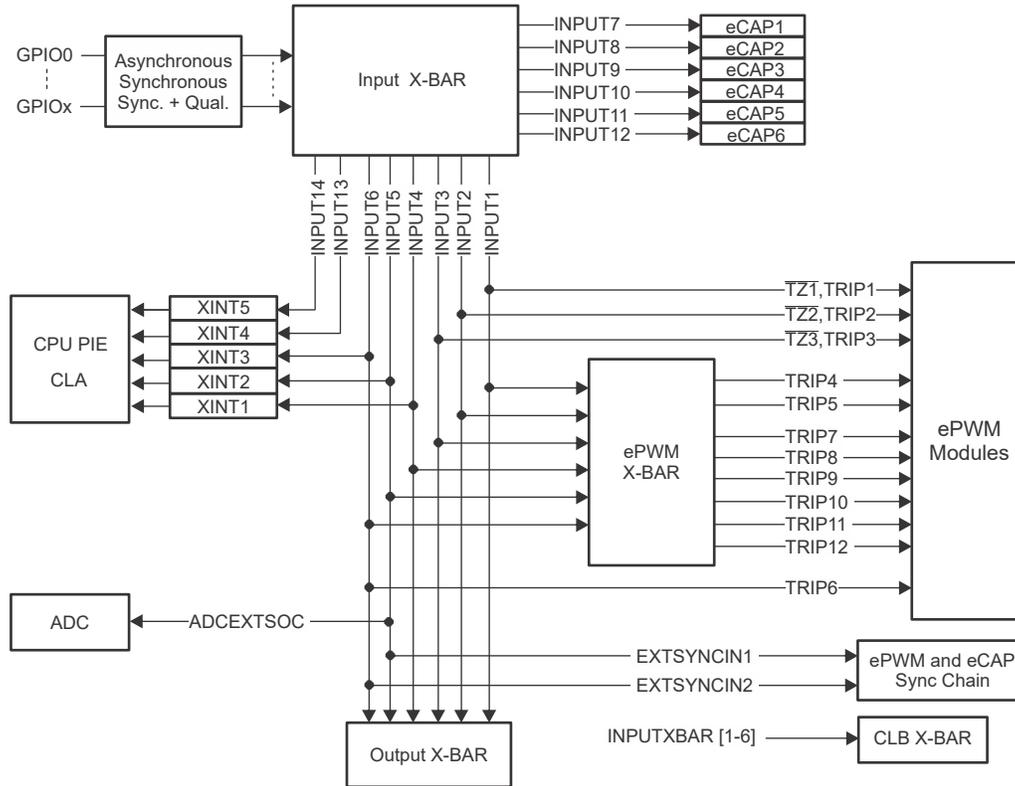 GPIO0
GPIOx
Asynchronous
Synchronous
Sync. + Qual.
Input X-BAR
INPUT7
INPUT8
INPUT9
INPUT10
INPUT11
INPUT12
eCAP1
eCAP2
eCAP3
eCAP4
eCAP5
eCAP6
INPUT14
INPUT13
INPUT6
INPUT5
INPUT4
INPUT3
INPUT2
INPUT1
CPU PIE
CLA
XINT5
XINT4
XINT3
XINT2
XINT1
TZ1,TRIP1
TZ2,TRIP2
TZ3,TRIP3
ePWM
X-BAR
TRIP4
TRIP5
TRIP7
TRIP8
TRIP9
TRIP10
TRIP11
TRIP12
TRIP6
ePWM
Modules
ADC
ADCEXTSOC
EXTSYNCIN1
EXTSYNCIN2
ePWM and eCAP
Sync Chain
INPUTXBAR [1-6]
CLB X-BAR
Output X-BAR